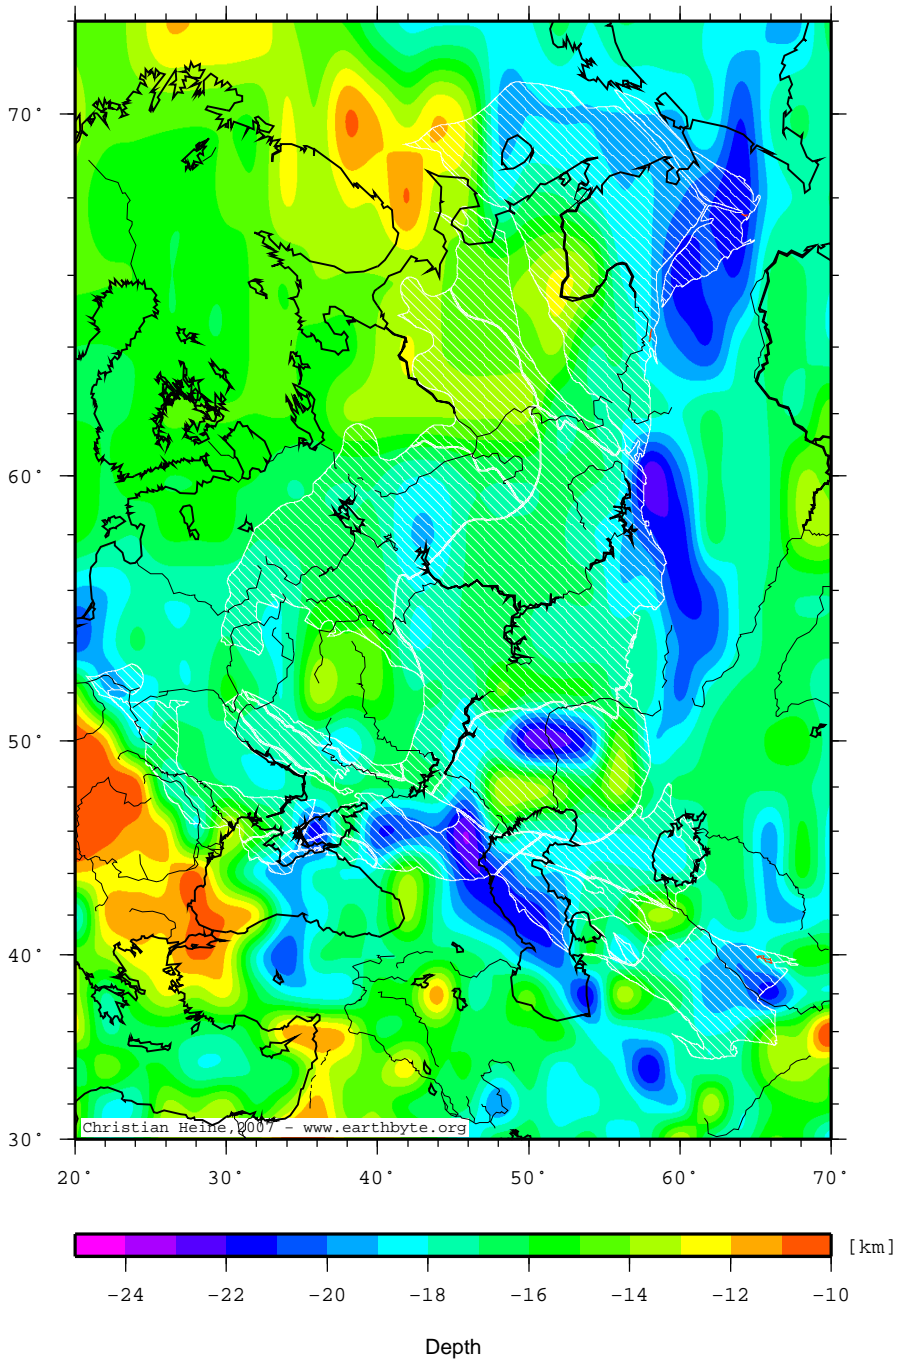 70°
60°
50°
40°
30°
Christian Heine,2007 – www.earthbyte.org
20° 30° 40° 50° 60° 70°
[km]
−24 −22 −20 −18 −16 −14 −12 −10
Depth